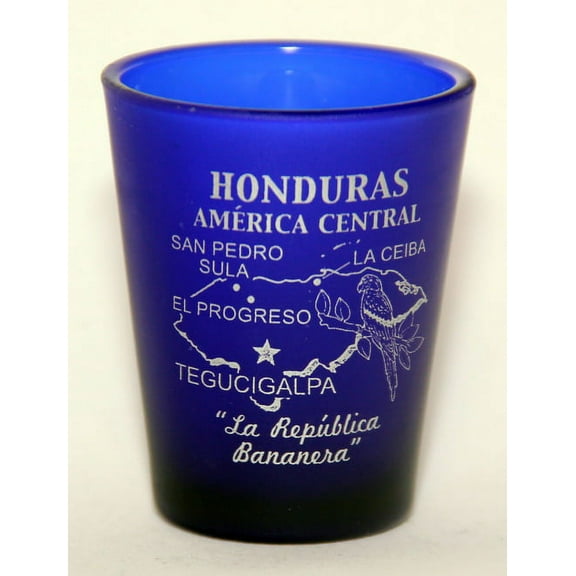 HONDURAS
AMÉRICA CENTRAL
SAN PEDRO
SULA
LA CEIBA
EL PROGRESO
TEGUCIGALPA
"La República
Bananera"